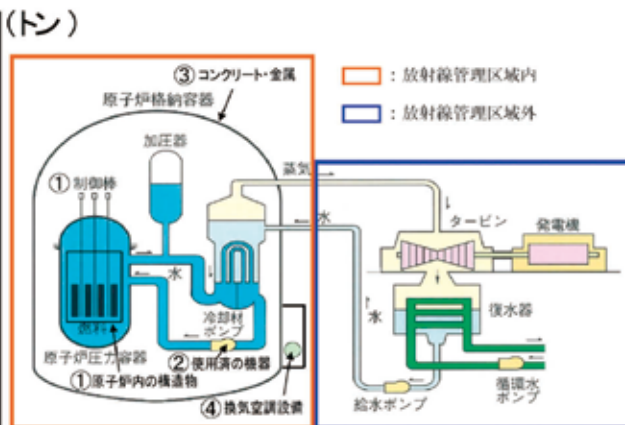 (トン)
③コンクリート・金属
原子炉格納容器
加圧器
①制御棒
水
燃料
原子炉圧力容器
①原子炉内の構造物
冷却材
ポンプ
②使用済の機器
④換気空調設備
:放射線管理区域内
:放射線管理区域外
蒸気
水
タービン
発電機
復水器
水
給水ポンプ
循環水
ポンプ